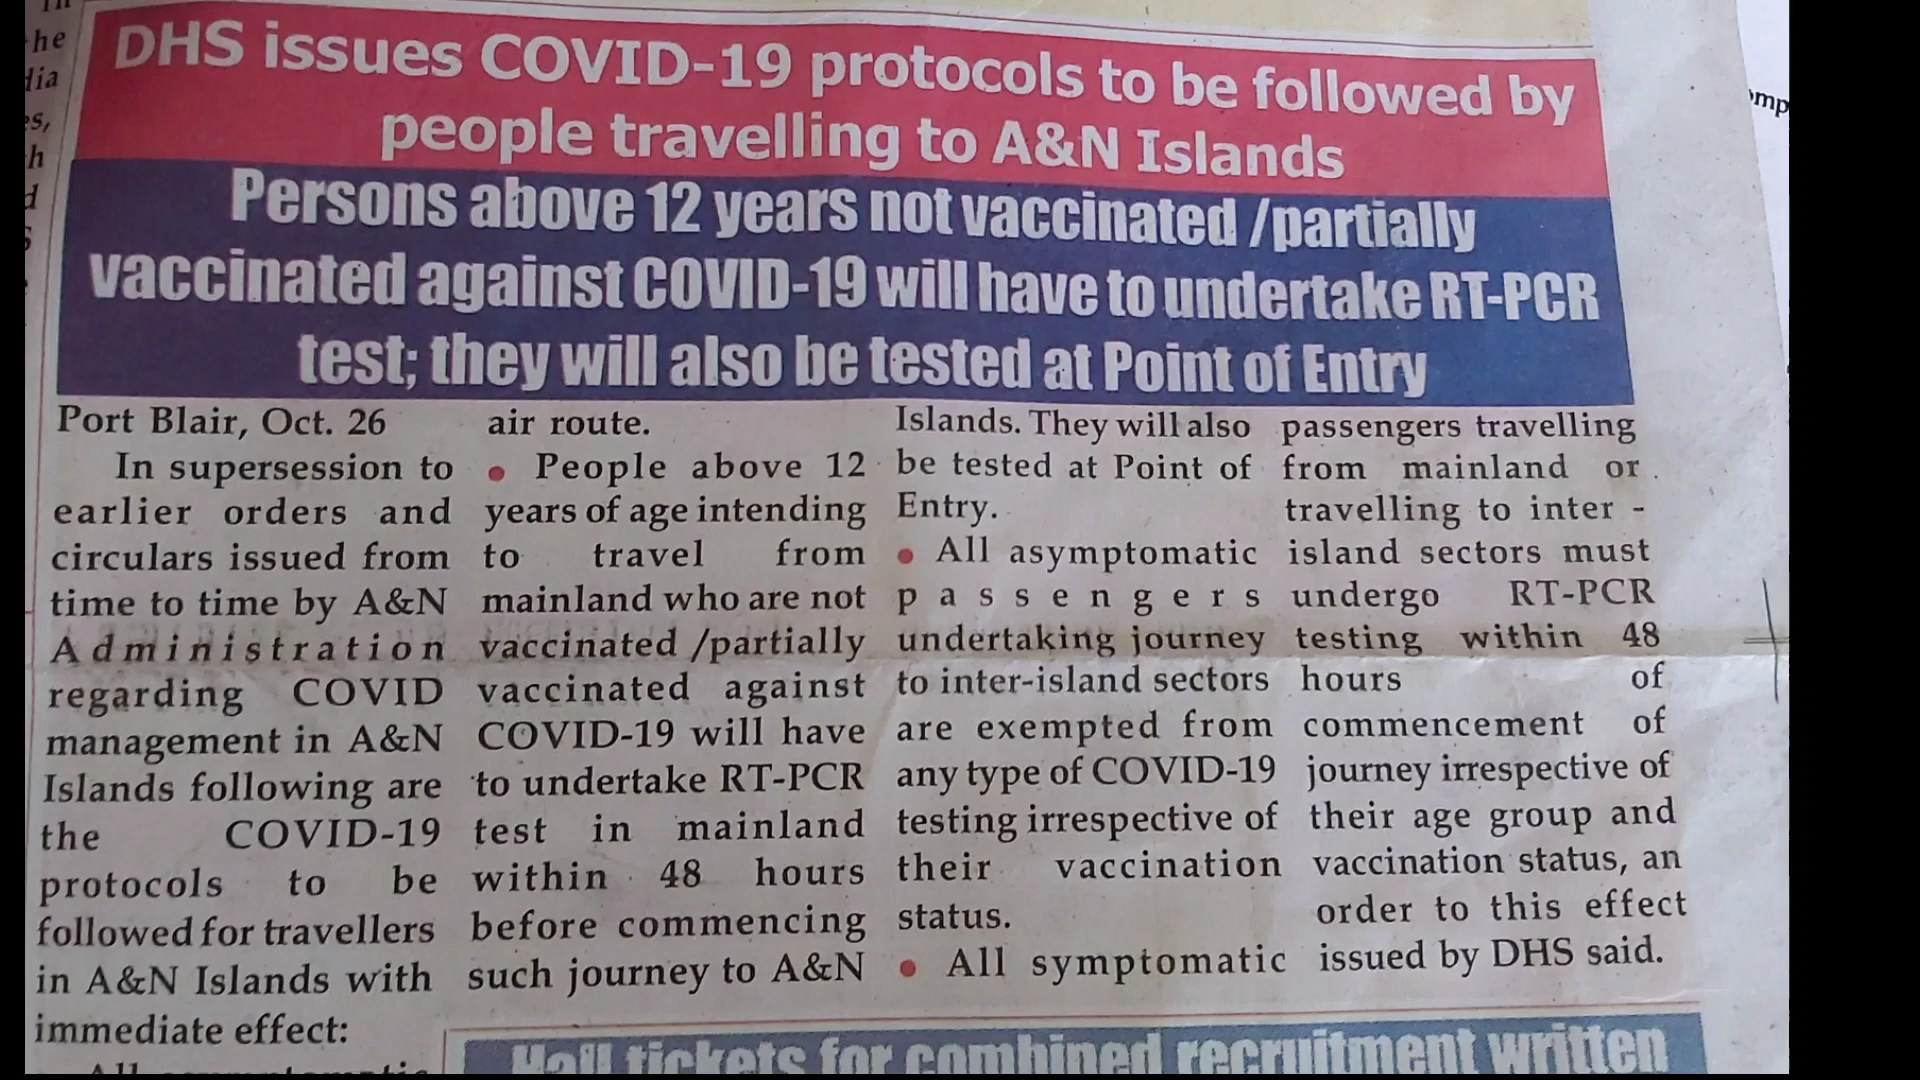 he
dia
es,
h
d
DHS issues COVID-19 protocols to be followed by
people travelling to A&N Islands
Persons above 12 years not vaccinated /partially
vaccinated against COVID-19 will have to undertake RT-PCR
test; they will also be tested at Point of Entry
Port Blair, Oct. 26
In supersession to
earlier orders and
circulars issued from
time to time by A&N
Administration
regarding COVID
management in A&N
Islands following are
the COVID-19
protocols to be
followed for travellers
in A&N Islands with
immediate effect:
air route.
• People above 12
years of age intending
to travel from
mainland who are not
vaccinated /partially
vaccinated against
COVID-19 will have
to undertake RT-PCR
test in mainland
within 48 hours
before commencing
such journey to A&N
Islands. They will also
be tested at Point of
Entry.
• All asymptomatic
passengers
undertaking journey
to inter-island sectors
are exempted from
any type of COVID-19
testing irrespective of
their vaccination
status.
• All symptomatic
passengers travelling
from mainland or
travelling to inter -
island sectors must
undergo RT-PCR
testing within 48
hours of
commencement of
journey irrespective of
their age group and
vaccination status, an
order to this effect
issued by DHS said.
Hall tickets for combined recruitment written